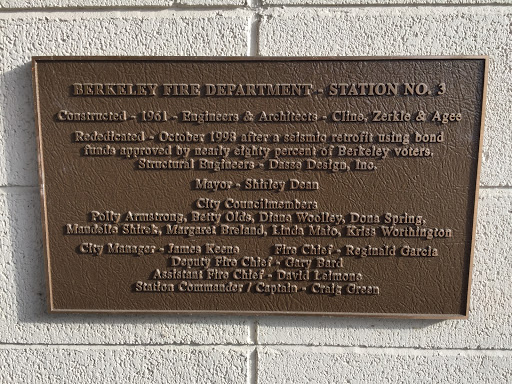 BERKELEY FIRE DEPARTMENT - STATION NO. 3
Constructed - 1961 - Engineers & Architects - Cline, Zerkle & Agee
Rededicated - October 1998 after a seismic retrofit using bond
funds approved by nearly eighty percent of Berkeley voters.
Structural Engineers - Dasse Design, Inc.
Mayor - Shirley Dean
City Councilmembers
Polly Armstrong, Betty Olds, Diane Woolley, Dona Spring,
Maudelle Shirek, Margaret Breland, Linda Maio, Kriss Worthington
City Manager - James Keene Fire Chief - Reginald Garcia
Deputy Fire Chief - Gary Bard
Assistant Fire Chief - David Leimone
Station Commander / Captain - Craig Green